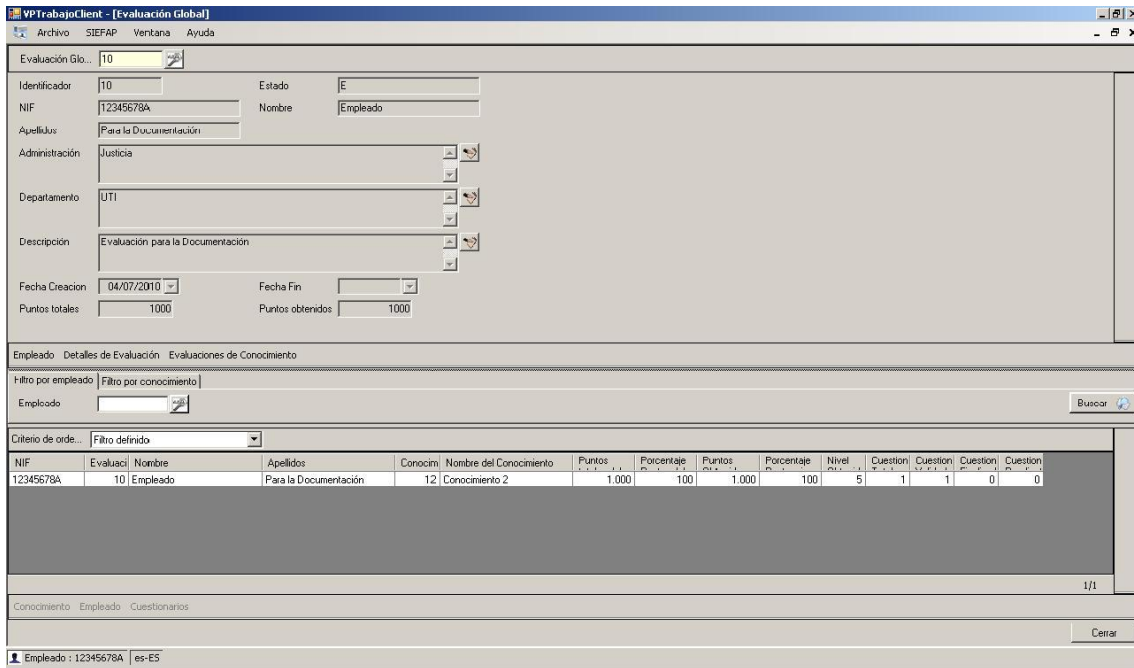 VPTrabajoClient - [Evaluación Global]
Archivo SIEFAP Ventana Ayuda
Evaluación Glo... 10
Identificador 10 Estado E
NIF 12345678A Nombre Empleado
Apellidos Para la Documentación
Administración Justicia
Departamento UTI
Descripción Evaluación para la Documentación
Fecha Creacion 04/07/2010 Fecha Fin
Puntos totales 1000 Puntos obtenidos 1000
Empleado Detalles de Evaluación Evaluaciones de Conocimiento
Filtro por empleado Filtro por conocimiento
Empleado Buscar
Criterio de orde... Filtro definido
NIF Evaluaci Nombre Apellidos Conocim Nombre del Conocimiento Puntos Porcentaje Puntos Porcentaje Nivel Cuestion Cuestion Cuestion Cuestion
12345678A 10 Empleado Para la Documentación 12 Conocimiento 2 1.000 100 1.000 100 5 1 1 0 0
1/1
Conocimiento Empleado Cuestionarios
Cerrar
Empleado : 12345678A es-ES